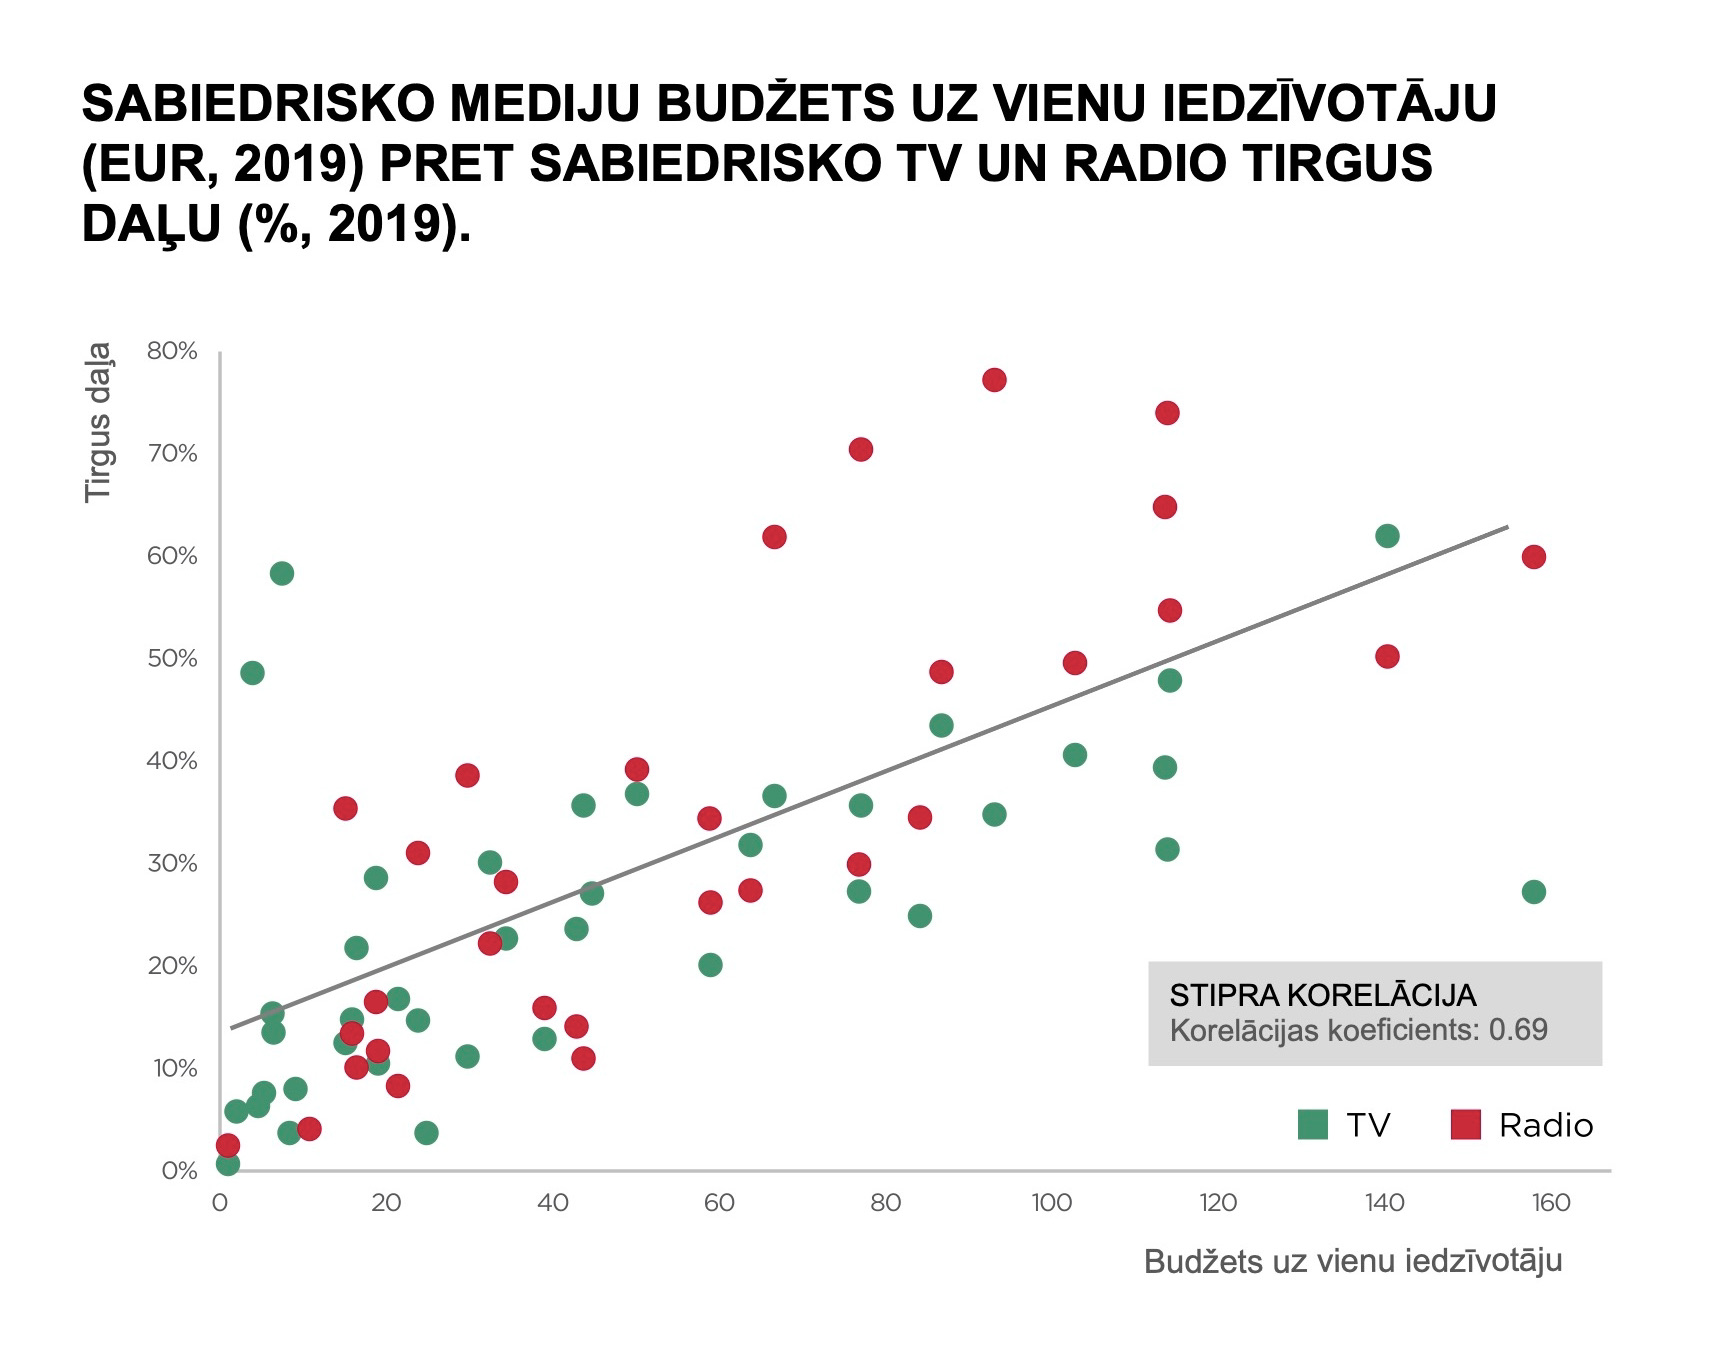 SABIEDRISKO MEDIJU BUDŽETS UZ VIENU IEDZĪVOTĀJU
(EUR, 2019) PRET SABIEDRISKO TV UN RADIO TIRGUS
DAĻU (%, 2019).
Tirgus daļa
80%
70%
60%
50%
40%
30%
20%
10%
0%
STIPRA KORELĀCIJA
Korelācijas koeficients: 0.69
TV
Radio
0 20 40 60 80 100 120 140 160
Budžets uz vienu iedzīvotāju